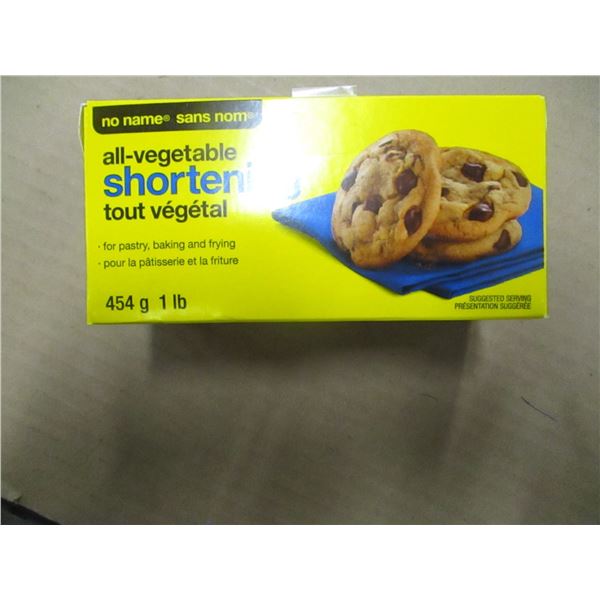 no name® sans nom®
all-vegetable
shortening
tout végétal
· for pastry, baking and frying
· pour la pâtisserie et la friture
454 g 1 lb
SUGGESTED SERVING
PRÉSENTATION SUGGÉRÉE